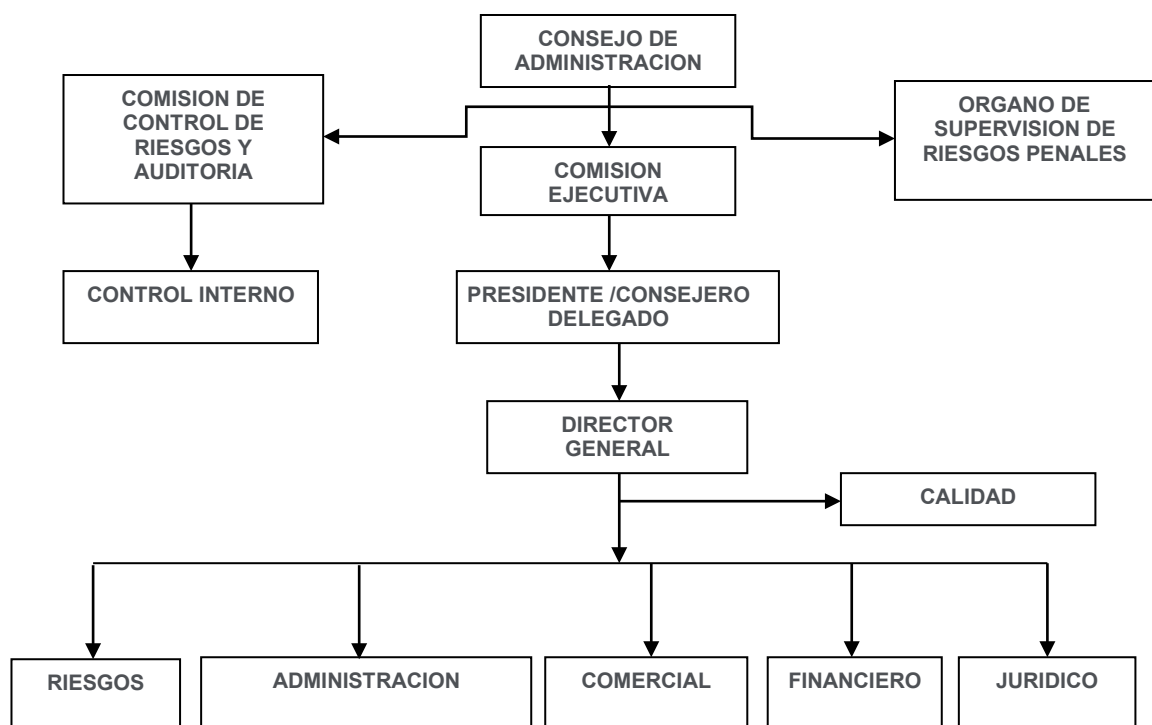 CONSEJO DE
ADMINISTRACION
COMISION DE
CONTROL DE
RIESGOS Y
AUDITORIA
ORGANO DE
SUPERVISION DE
RIESGOS PENALES
COMISION
EJECUTIVA
CONTROL INTERNO
PRESIDENTE /CONSEJERO
DELEGADO
DIRECTOR
GENERAL
CALIDAD
RIESGOS
ADMINISTRACION
COMERCIAL
FINANCIERO
JURIDICO